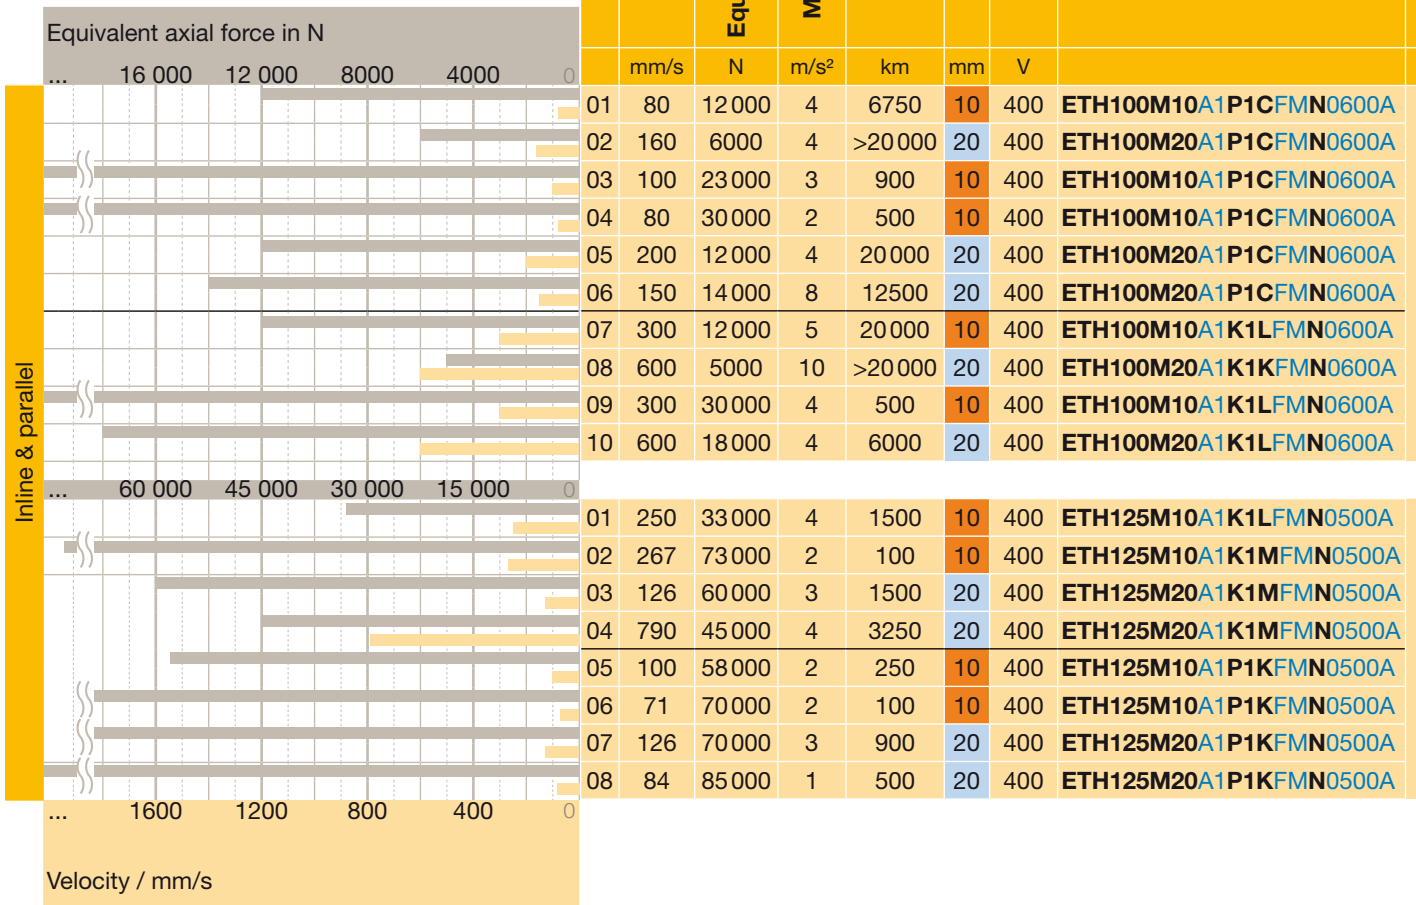 Equivalent axial force in N
... 16 000 12 000 8000 4000 0
mm/s N m/s² km mm V
01 80 12 000 4 6750 10 400 ETH100M10A1P1CFMN0600A
02 160 6000 4 >20 000 20 400 ETH100M20A1P1CFMN0600A
03 100 23 000 3 900 10 400 ETH100M10A1P1CFMN0600A
04 80 30 000 2 500 10 400 ETH100M10A1P1CFMN0600A
05 200 12 000 4 20 000 20 400 ETH100M20A1P1CFMN0600A
06 150 14 000 8 12500 20 400 ETH100M20A1P1CFMN0600A
07 300 12 000 5 20 000 10 400 ETH100M10A1K1LFMN0600A
08 600 5000 10 >20 000 20 400 ETH100M20A1K1KFMN0600A
09 300 30 000 4 500 10 400 ETH100M10A1K1LFMN0600A
10 600 18 000 4 6000 20 400 ETH100M20A1K1LFMN0600A
Inline & parallel
... 60 000 45 000 30 000 15 000 0
01 250 33 000 4 1500 10 400 ETH125M10A1K1LFMN0500A
02 267 73 000 2 100 10 400 ETH125M10A1K1MFMN0500A
03 126 60 000 3 1500 20 400 ETH125M20A1K1MFMN0500A
04 790 45 000 4 3250 20 400 ETH125M20A1K1MFMN0500A
05 100 58 000 2 250 10 400 ETH125M10A1P1KFMN0500A
06 71 70 000 2 100 10 400 ETH125M10A1P1KFMN0500A
07 126 70 000 3 900 20 400 ETH125M20A1P1KFMN0500A
08 84 85 000 1 500 20 400 ETH125M20A1P1KFMN0500A
... 1600 1200 800 400 0
Velocity / mm/s